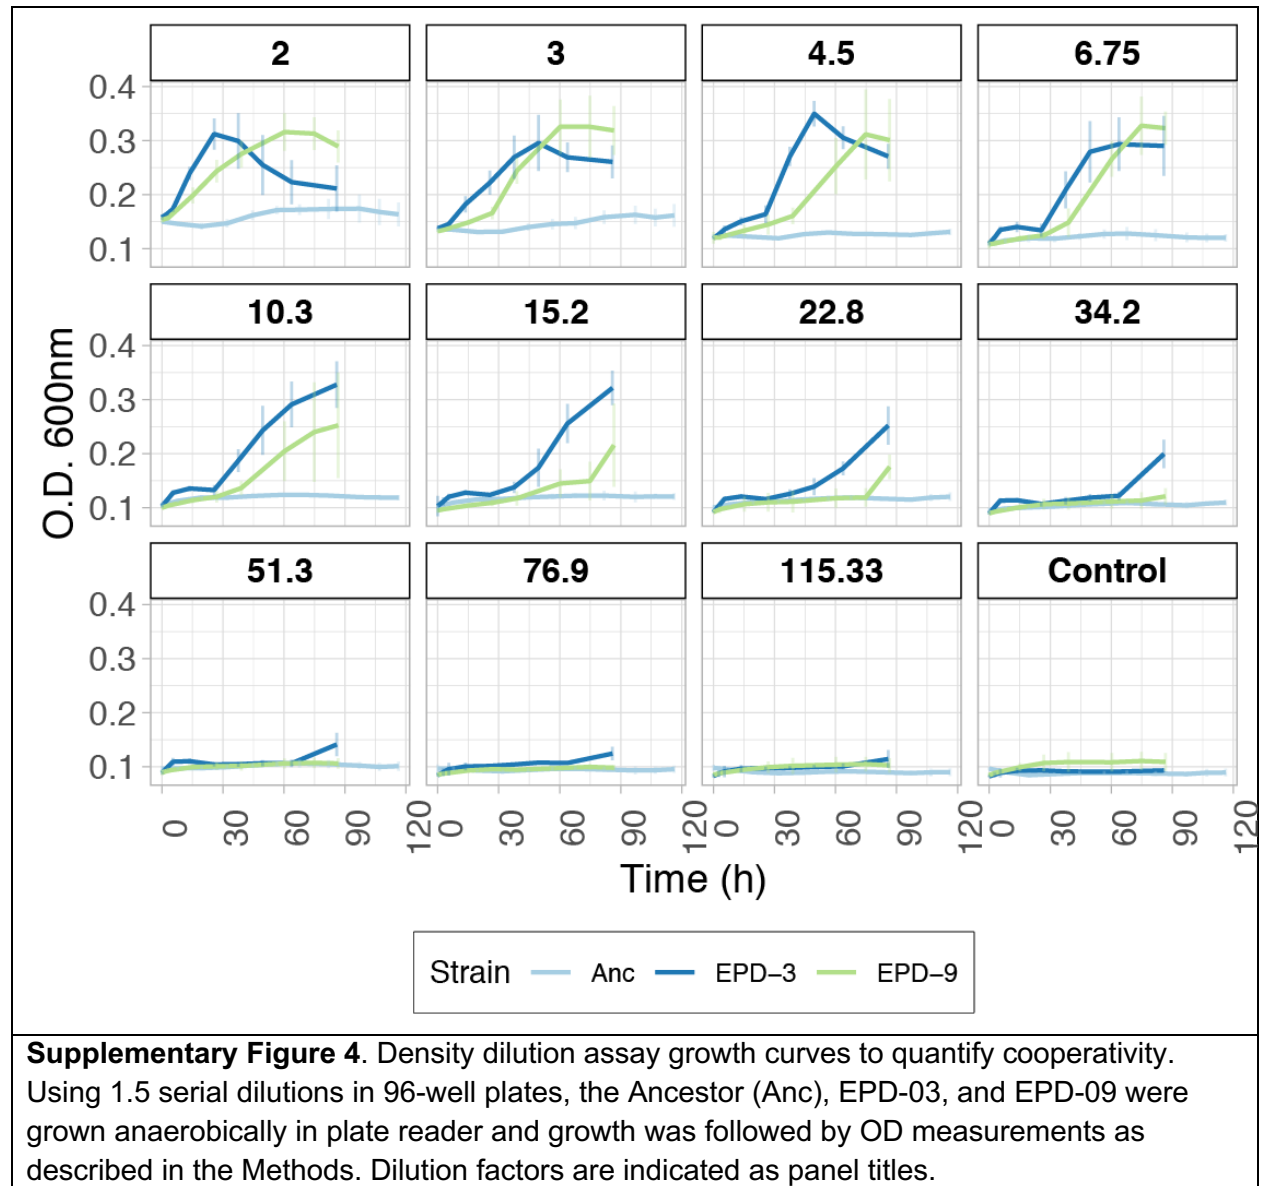 2 3 4.5 6.75
0.4
0.3
0.2
0.1
10.3 15.2 22.8 34.2
0.4
0.3
0.2
0.1
51.3 76.9 115.33 Control
0.4
0.3
0.2
0.1
O.D. 600nm
0 30 60 90 120 0 30 60 90 120 0 30 60 90 120 0 30 60 90 120
Time (h)
Strain Anc EPD−3 EPD−9
Supplementary Figure 4. Density dilution assay growth curves to quantify cooperativity.
Using 1.5 serial dilutions in 96-well plates, the Ancestor (Anc), EPD-03, and EPD-09 were
grown anaerobically in plate reader and growth was followed by OD measurements as
described in the Methods. Dilution factors are indicated as panel titles.